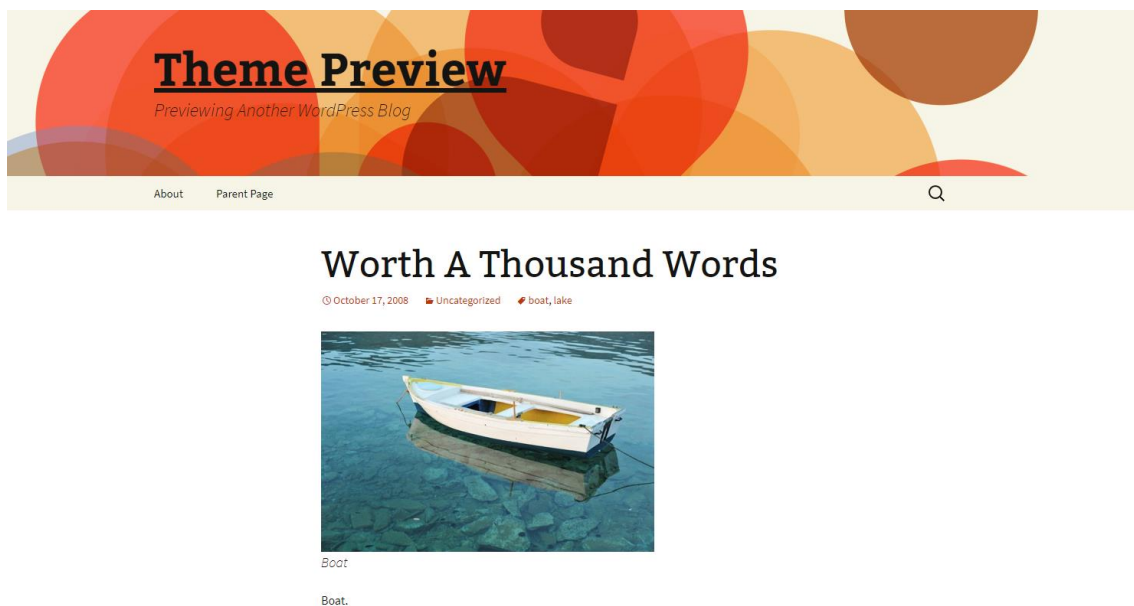 Theme Preview
Previewing Another WordPress Blog
About Parent Page
Worth A Thousand Words
October 17, 2008 Uncategorized boat, lake
Boat
Boat.